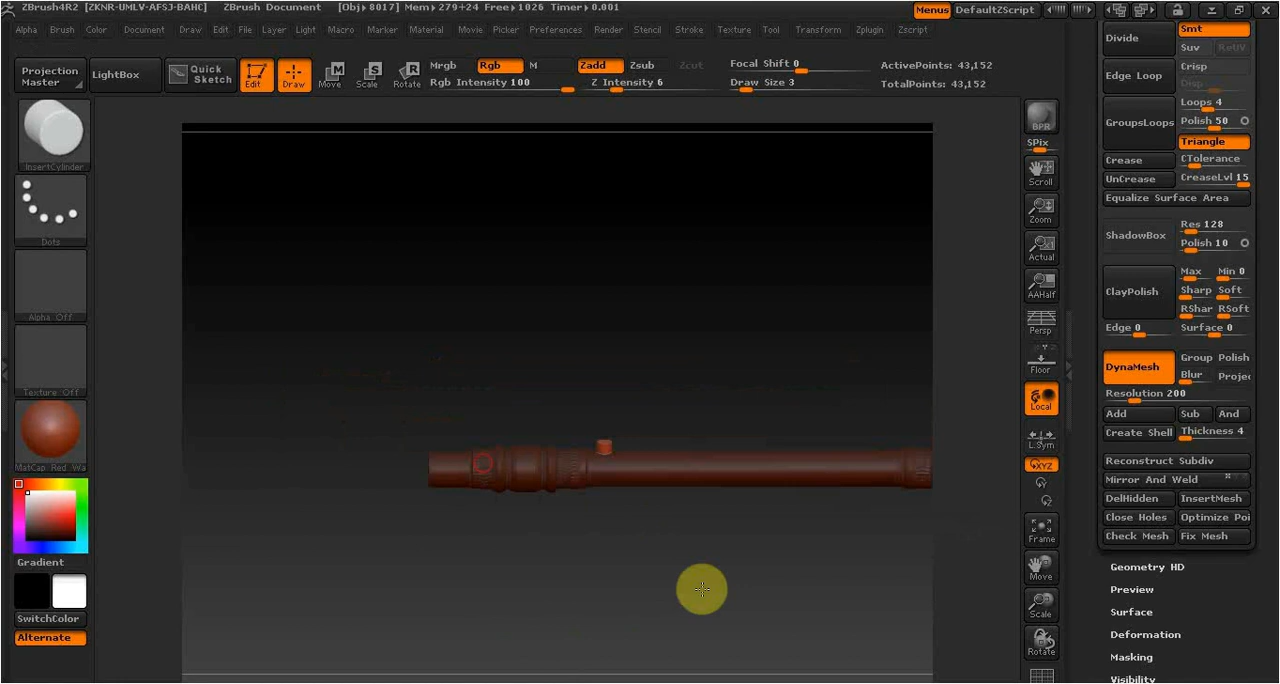 ZBrush4R2 [ZKNR-UMLV-AFSJ-BAHC] ZBrush Document [Obj▸8017] Mem▸279+24 Free▸1026 Timer▸0.001 Menus DefaultZScript
Alpha Brush Color Document Draw Edit File Layer Light Macro Marker Material Movie Picker Preferences Render Stencil Stroke Texture Tool Transform Zplugin Zscript
Projection Master
LightBox
Quick Sketch
Edit Draw Move Scale Rotate
Mrgb Rgb M
Rgb Intensity 100
Zadd Zsub Zcut
Z Intensity 6
Focal Shift 0
Draw Size 3
ActivePoints: 43,152
TotalPoints: 43,152
InsertCylinder
Dots
Alpha Off
Texture Off
MatCap Red Wa
Gradient
SwitchColor
Alternate
BPR
SPix
Scroll
Zoom
Actual
AAHalf
Persp
Floor
Local
L.Sym
XYZ
Y
Z
Frame
Move
Scale
Rotate
Divide
Smt
Suv ReUV
Edge Loop
Crisp
Disp
GroupsLoops
Loops 4
Polish 50
Triangle
Crease CTolerance
UnCrease CreaseLvl 15
Equalize Surface Area
ShadowBox
Res 128
Polish 10
ClayPolish
Max Min 0
Sharp Soft
RShar RSoft
Edge 0 Surface 0
DynaMesh
Group Polish
Blur Projec
Resolution 200
Add Sub And
Create Shell Thickness 4
Reconstruct Subdiv
Mirror And Weld
DelHidden InsertMesh
Close Holes Optimize Poi
Check Mesh Fix Mesh
Geometry HD
Preview
Surface
Deformation
Masking
Visibility